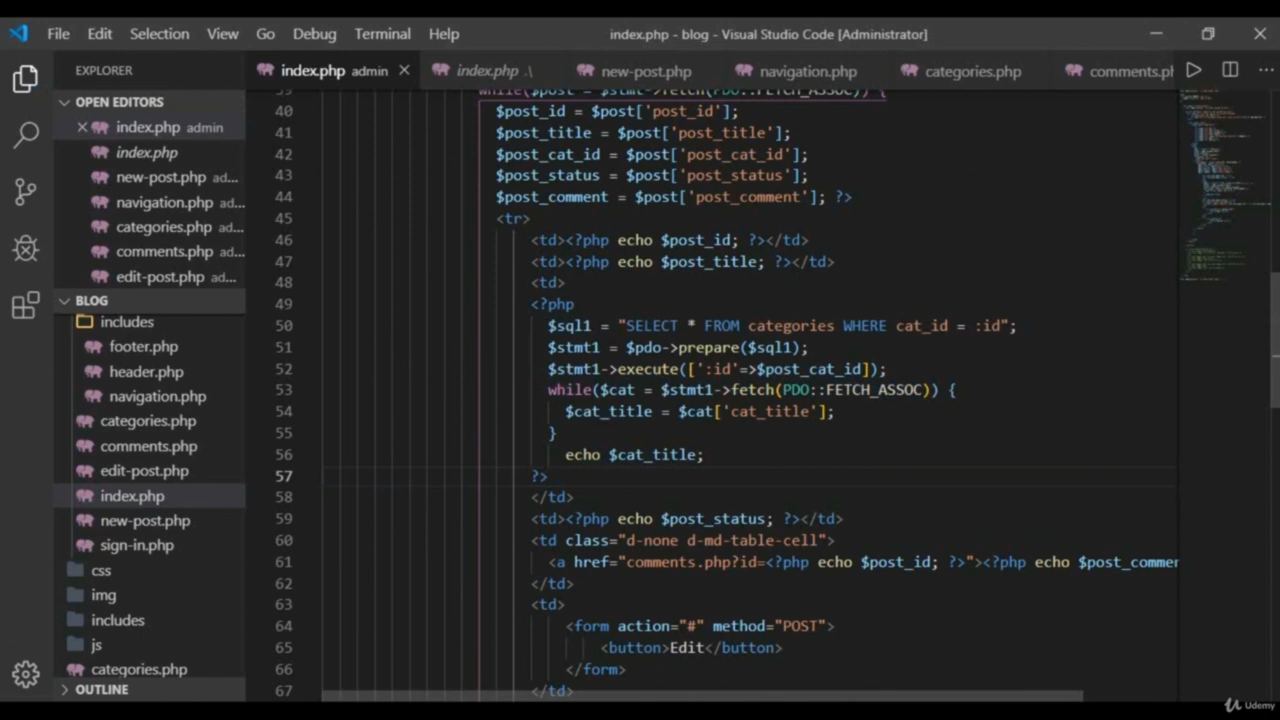 File Edit Selection View Go Debug Terminal Help index.php - blog - Visual Studio Code [Administrator]
EXPLORER
index.php admin index.php .\ new-post.php navigation.php categories.php comments.ph
OPEN EDITORS
index.php admin
index.php
new-post.php ad...
navigation.php ad...
categories.php ad...
comments.php ad...
edit-post.php ad...
BLOG
includes
footer.php
header.php
navigation.php
categories.php
comments.php
edit-post.php
index.php
new-post.php
sign-in.php
css
img
includes
js
categories.php
OUTLINE
39 while($post = $stmt->fetch(PDO::FETCH_ASSOC)) {
40 $post_id = $post['post_id'];
41 $post_title = $post['post_title'];
42 $post_cat_id = $post['post_cat_id'];
43 $post_status = $post['post_status'];
44 $post_comment = $post['post_comment']; ?>
45 <tr>
46 <td><?php echo $post_id; ?></td>
47 <td><?php echo $post_title; ?></td>
48 <td>
49 <?php
50 $sql1 = "SELECT * FROM categories WHERE cat_id = :id";
51 $stmt1 = $pdo->prepare($sql1);
52 $stmt1->execute([':id'=>$post_cat_id]);
53 while($cat = $stmt1->fetch(PDO::FETCH_ASSOC)) {
54 $cat_title = $cat['cat_title'];
55 }
56 echo $cat_title;
57 ?>
58 </td>
59 <td><?php echo $post_status; ?></td>
60 <td class="d-none d-md-table-cell">
61 <a href="comments.php?id=<?php echo $post_id; ?>"><?php echo $post_commen
62 </td>
63 <td>
64 <form action="#" method="POST">
65 <button>Edit</button>
66 </form>
67 </td>
Udemy